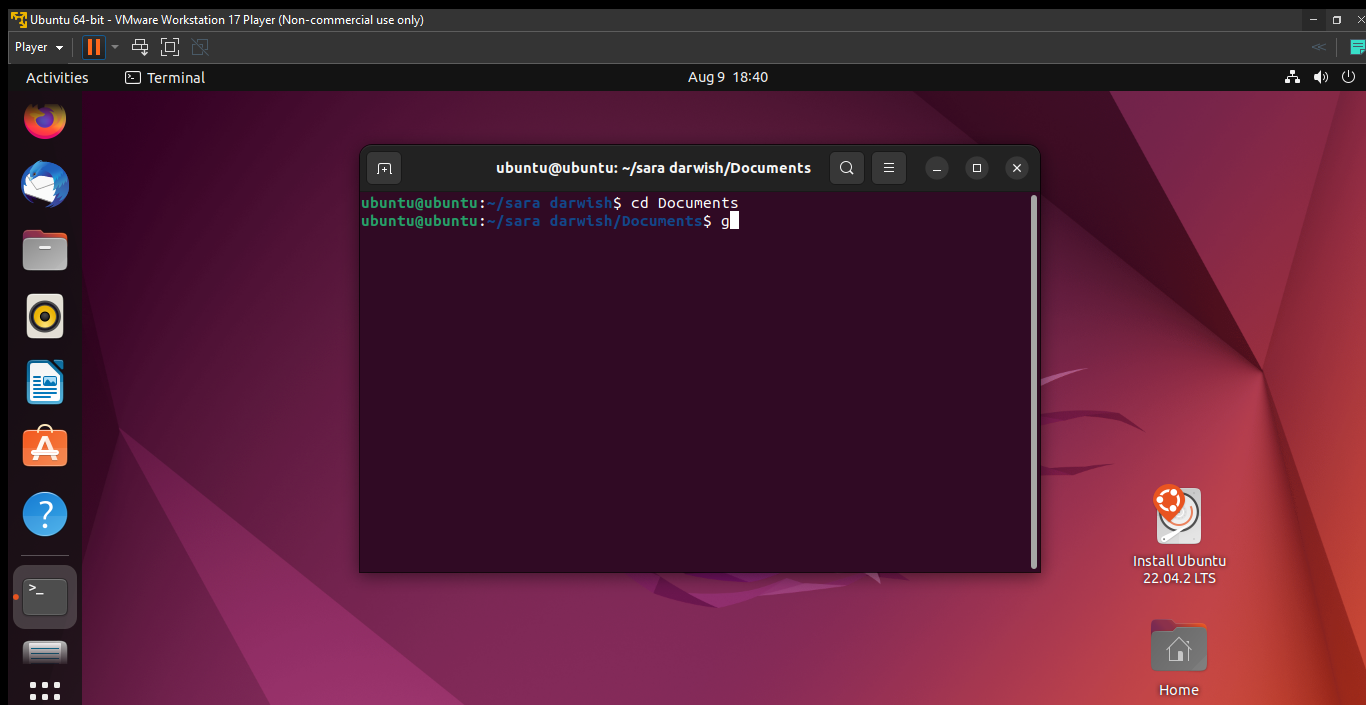 Ubuntu 64-bit - VMware Workstation 17 Player (Non-commercial use only)
Player
Activities
Terminal
Aug 9 18:40
ubuntu@ubuntu: ~/sara darwish/Documents
ubuntu@ubuntu:~/sara darwish$ cd Documents
ubuntu@ubuntu:~/sara darwish/Documents$ g
Install Ubuntu
22.04.2 LTS
Home